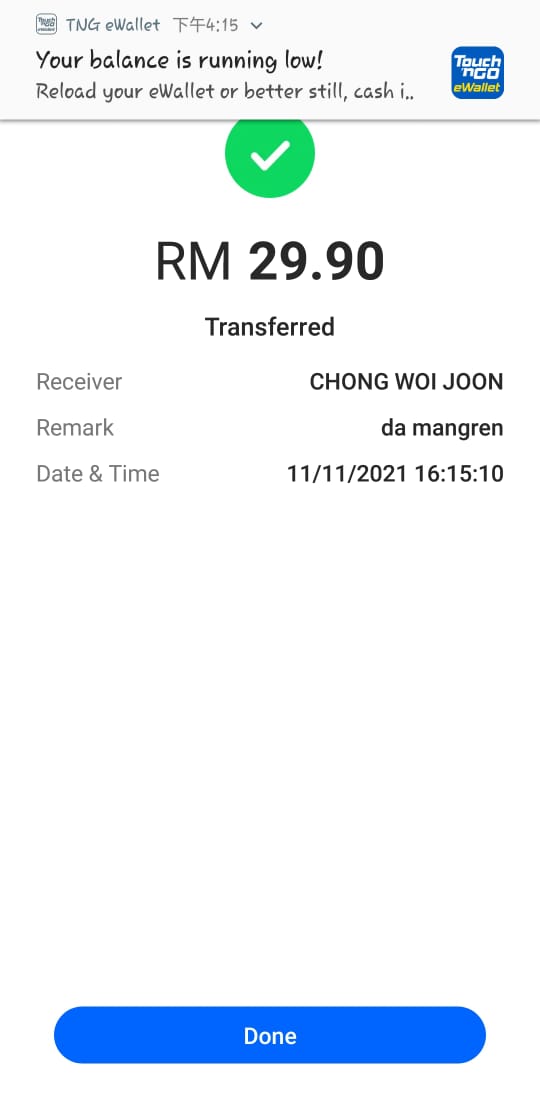 TNG eWallet 下午4:15
Your balance is running low!
Reload your eWallet or better still, cash i..
Touch
'nGO
eWallet
RM 29.90
Transferred
Receiver CHONG WOI JOON
Remark da mangren
Date & Time 11/11/2021 16:15:10
Done